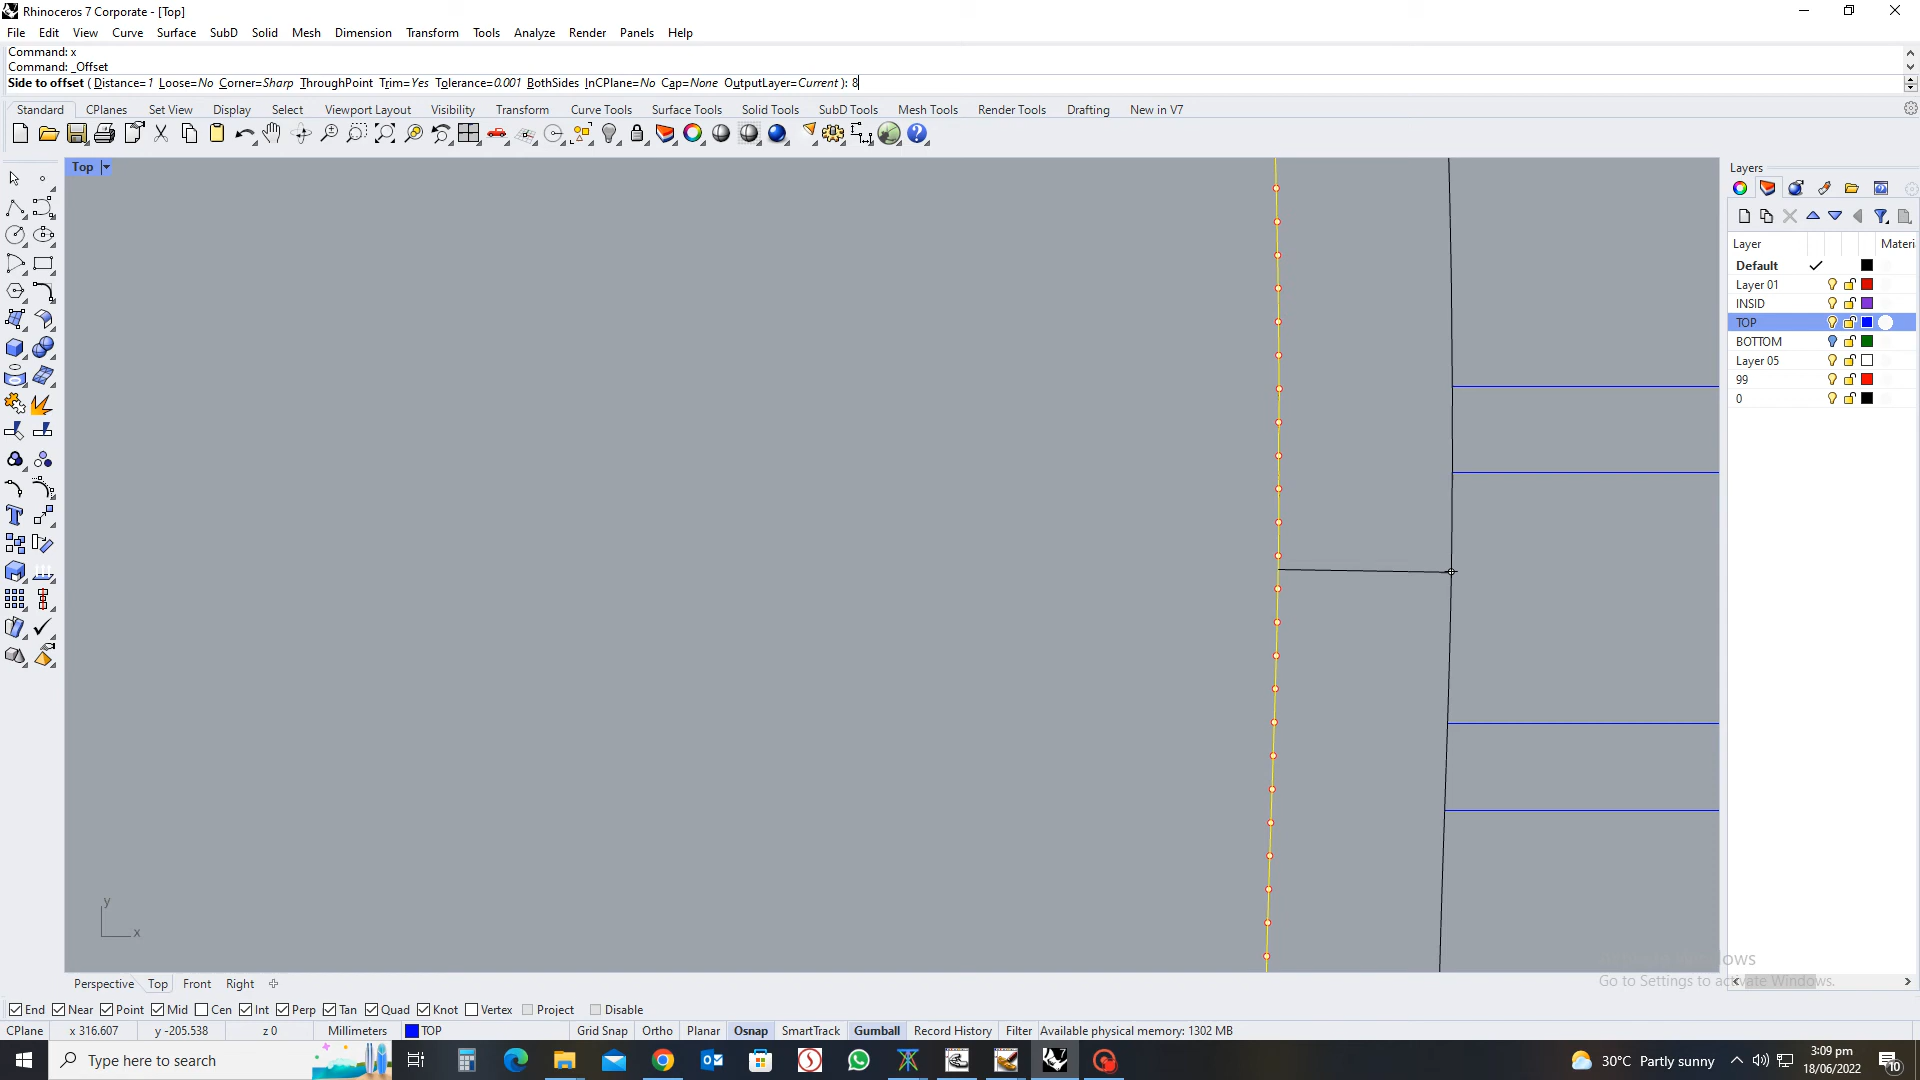 Rhinoceros 7 Corporate - [Top]
File Edit View Curve Surface SubD Solid Mesh Dimension Transform Tools Analyze Render Panels Help
Command: x
Command: _Offset
Side to offset ( Distance=1 Loose=No Corner=Sharp ThroughPoint Trim=Yes Tolerance=0.001 BothSides InCPlane=No Cap=None OutputLayer=Current ): 8
Standard CPlanes Set View Display Select Viewport Layout Visibility Transform Curve Tools Surface Tools Solid Tools SubD Tools Mesh Tools Render Tools Drafting New in V7
Top
Layers
Layer Materi
Default
Layer 01
INSID
TOP
BOTTOM
Layer 05
99
0
y
x
Go to Settings to activate Windows.
Perspective Top Front Right
End Near Point Mid Cen Int Perp Tan Quad Knot Vertex Project Disable
CPlane x 316.607 y -205.538 z 0 Millimeters TOP Grid Snap Ortho Planar Osnap SmartTrack Gumball Record History Filter Available physical memory: 1302 MB
Type here to search
30°C Partly sunny
3:09 pm
18/06/2022
10